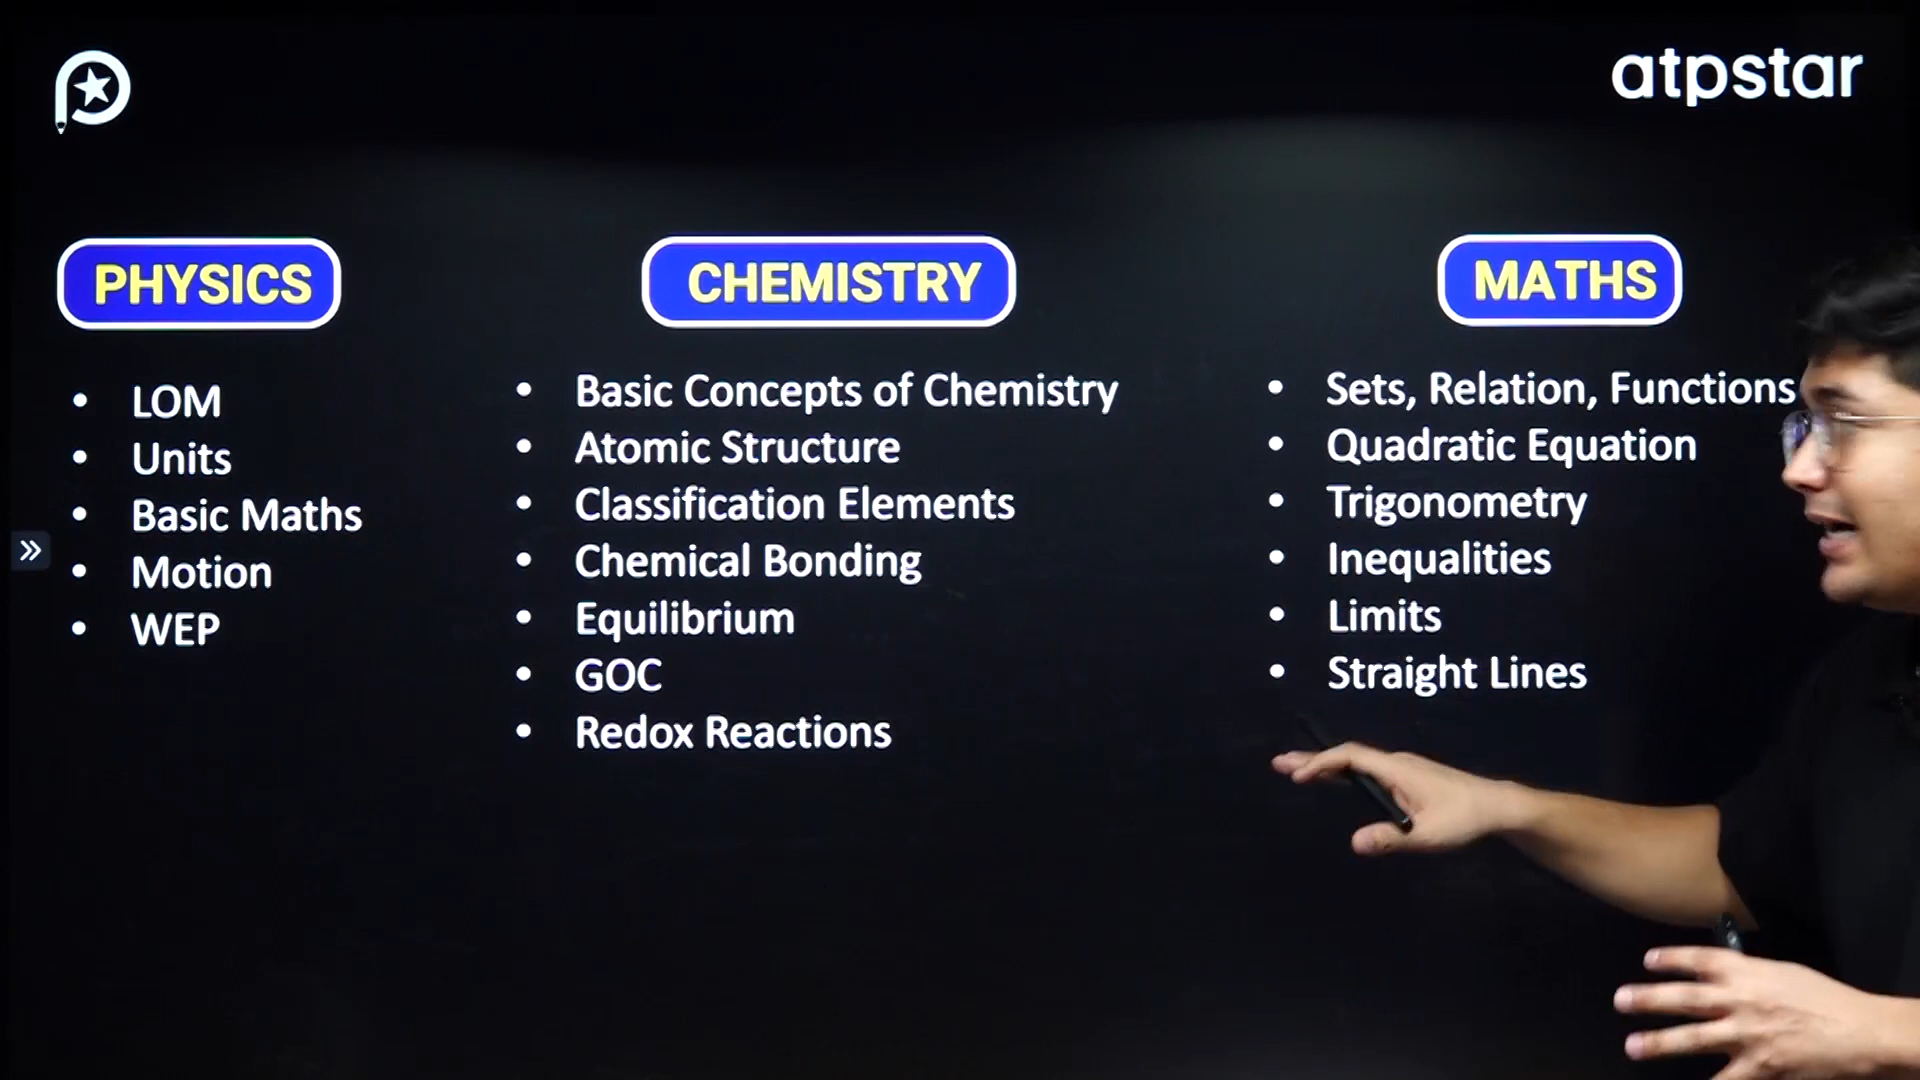 atpstar
PHYSICS
• LOM
• Units
• Basic Maths
• Motion
• WEP
CHEMISTRY
• Basic Concepts of Chemistry
• Atomic Structure
• Classification Elements
• Chemical Bonding
• Equilibrium
• GOC
• Redox Reactions
MATHS
• Sets, Relation, Functions
• Quadratic Equation
• Trigonometry
• Inequalities
• Limits
• Straight Lines